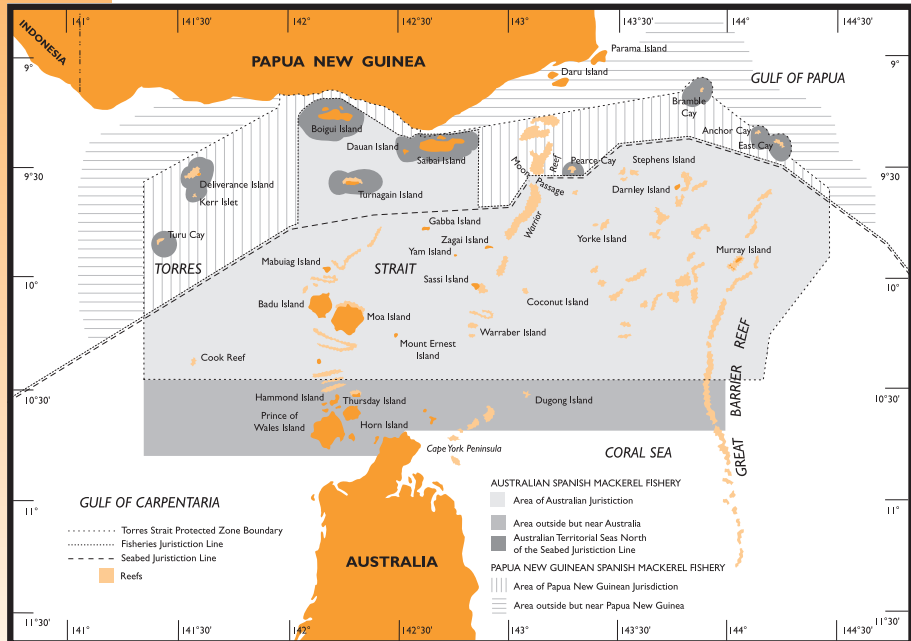 141° 141°30' 142° 142°30' 143° 143°30' 144° 144°30'
INDONESIA
PAPUA NEW GUINEA
Parama Island
Daru Island
GULF OF PAPUA
9° 9°
Bramble
Cay
Boigui Island
Anchor Cay
East Cay
Dauan Island
Saibai Island
Moon Passage
Warrior Reef
Pearce Cay
Stephens Island
9°30' 9°30'
Deliverance Island
Kerr Islet
Turnagain Island
Darnley Island
Gabba Island
Turu Cay
Zagai Island
Yam Island
Yorke Island
Murray Island
TORRES STRAIT
Mabuiag Island
10° 10°
Sassi Island
Badu Island
Moa Island
Coconut Island
Warraber Island
Mount Ernest
Island
Cook Reef
GREAT BARRIER REEF
10°30' 10°30'
Hammond Island
Thursday Island
Dugong Island
Prince of
Wales Island
Horn Island
Cape York Peninsula
CORAL SEA
AUSTRALIAN SPANISH MACKEREL FISHERY
Area of Australian Juristiction
Area outside but near Australia
Australian Territorial Seas North
of the Seabed Juristiction Line
PAPUA NEW GUINEAN SPANISH MACKEREL FISHERY
Area of Papua New Guinean Jurisdiction
Area outside but near Papua New Guinea
11° 11°
GULF OF CARPENTARIA
Torres Strait Protected Zone Boundary
Fisheries Juristiction Line
Seabed Juristiction Line
Reefs
AUSTRALIA
11°30' 11°30'
141° 141°30' 142° 142°30' 143° 143°30' 144° 144°30'